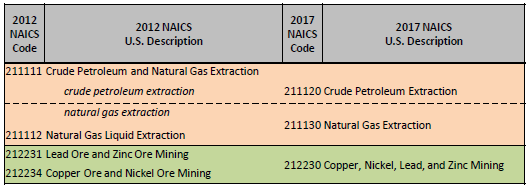 2012 NAICS Code
2012 NAICS U.S. Description
2017 NAICS Code
2017 NAICS U.S. Description
211111 Crude Petroleum and Natural Gas Extraction
crude petroleum extraction
211120 Crude Petroleum Extraction
natural gas extraction
211130 Natural Gas Extraction
211112 Natural Gas Liquid Extraction
212231 Lead Ore and Zinc Ore Mining
212230 Copper, Nickel, Lead, and Zinc Mining
212234 Copper Ore and Nickel Ore Mining